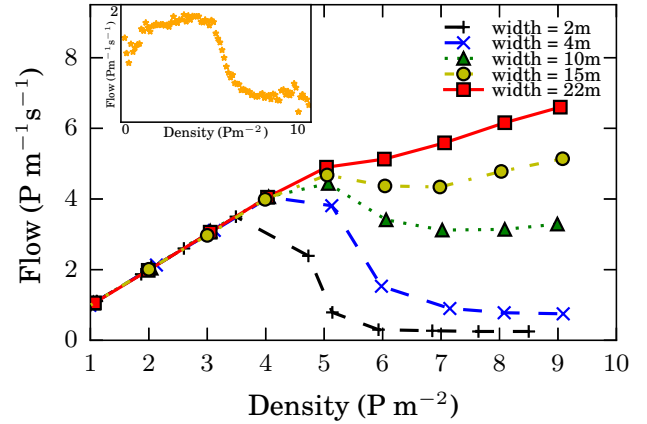 8
6
4
2
0
Flow (P m−1s−1)
1 2 3 4 5 6 7 8 9 10
Density (P m−2)
2
Flow (Pm−1s−1)
0 10
Density (Pm−2)
width = 2m
width = 4m
width = 10m
width = 15m
width = 22m